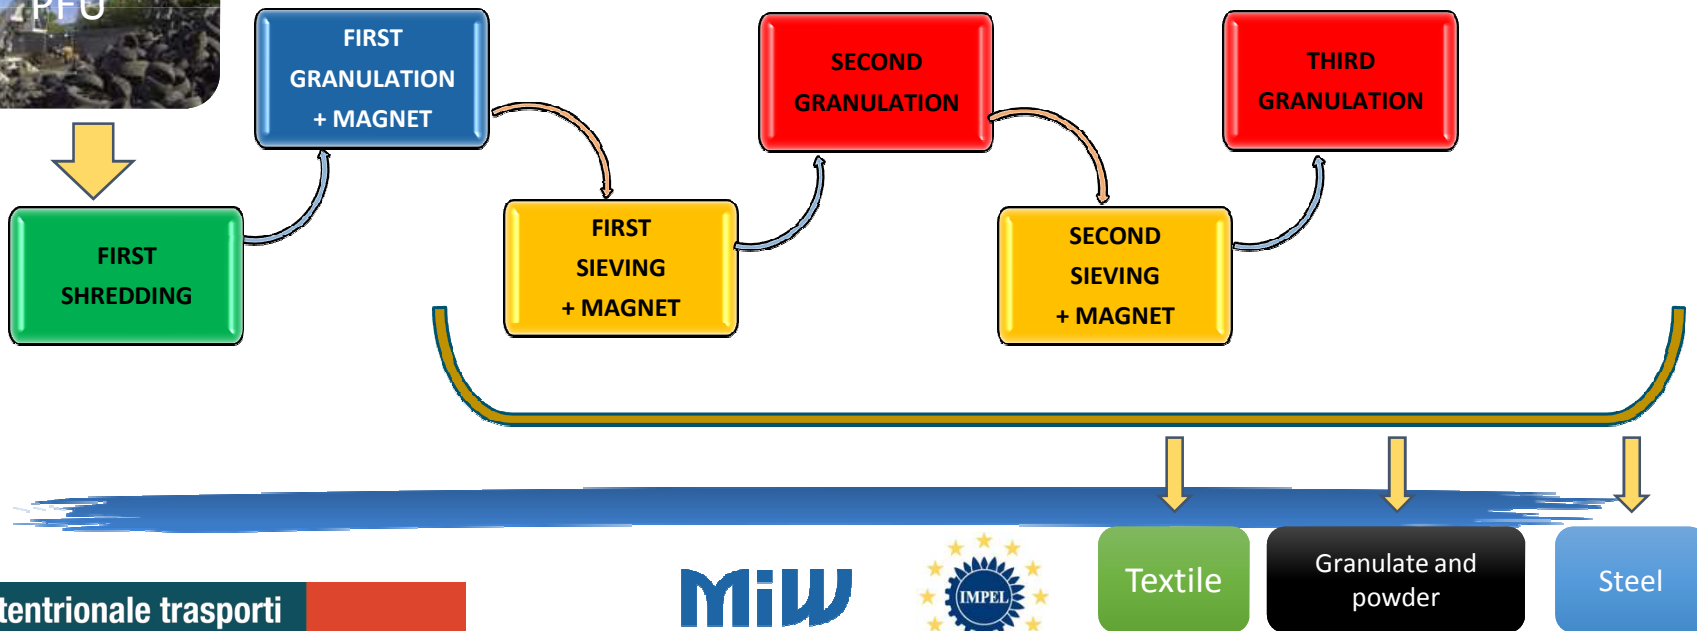 PFU
FIRST
GRANULATION
+ MAGNET
SECOND
GRANULATION
THIRD
GRANULATION
FIRST
SHREDDING
FIRST
SIEVING
+ MAGNET
SECOND
SIEVING
+ MAGNET
Textile
Granulate and
powder
Steel
tentrionale trasporti
MiW
IMPEL